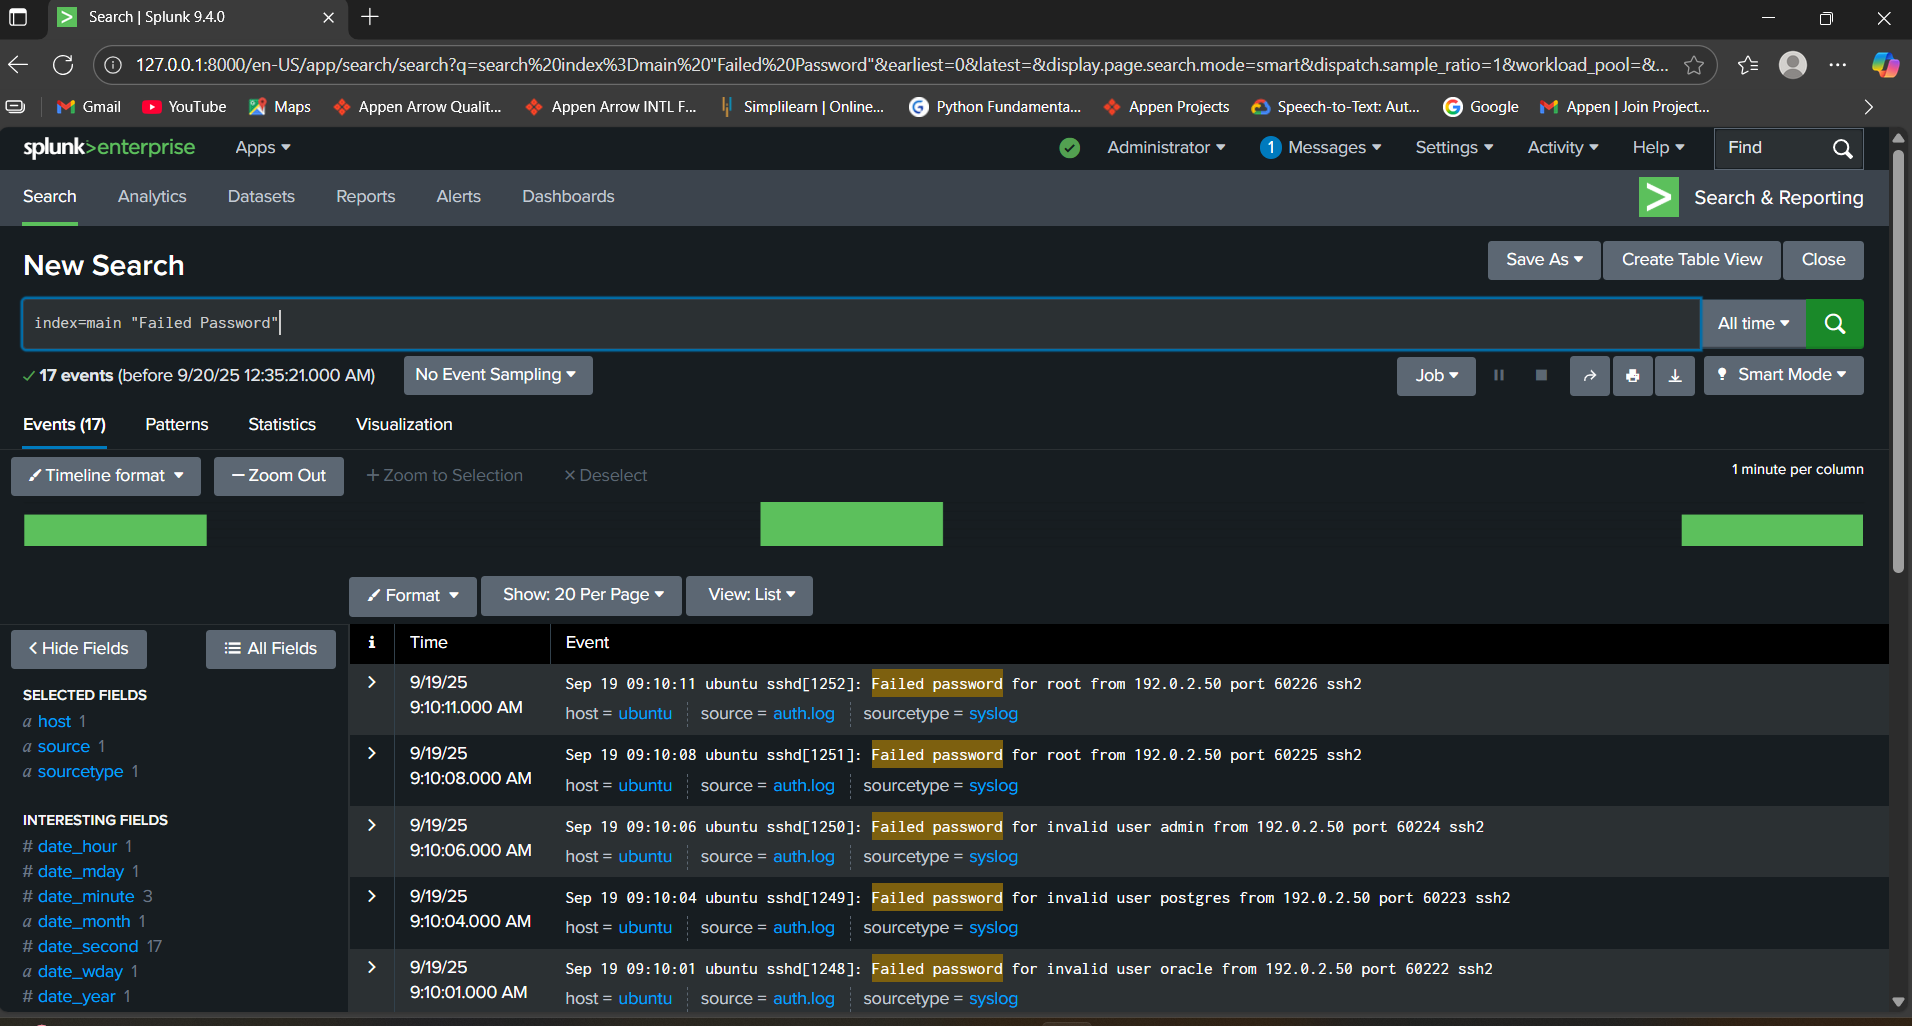 Search | Splunk 9.4.0
127.0.0.1:8000/en-US/app/search/search?q=search%20index%3Dmain%20"Failed%20Password"&earliest=0&latest=&display.page.search.mode=smart&dispatch.sample_ratio=1&workload_pool=&...
Gmail YouTube Maps Appen Arrow Qualit... Appen Arrow INTL F... Simplilearn | Online... Python Fundamenta... Appen Projects Speech-to-Text: Aut... Google Appen | Join Project...
splunk>enterprise Apps Administrator 1 Messages Settings Activity Help Find
Search Analytics Datasets Reports Alerts Dashboards Search & Reporting
New Search Save As Create Table View Close
index=main "Failed Password" All time
17 events (before 9/20/25 12:35:21.000 AM) No Event Sampling Job Smart Mode
Events (17) Patterns Statistics Visualization
Timeline format — Zoom Out + Zoom to Selection × Deselect 1 minute per column
Format Show: 20 Per Page View: List
< Hide Fields All Fields i Time Event
SELECTED FIELDS
a host 1
a source 1
a sourcetype 1
INTERESTING FIELDS
# date_hour 1
# date_mday 1
# date_minute 3
a date_month 1
# date_second 17
a date_wday 1
# date_year 1
9/19/25
9:10:11.000 AM
Sep 19 09:10:11 ubuntu sshd[1252]: Failed password for root from 192.0.2.50 port 60226 ssh2
host = ubuntu source = auth.log sourcetype = syslog
9/19/25
9:10:08.000 AM
Sep 19 09:10:08 ubuntu sshd[1251]: Failed password for root from 192.0.2.50 port 60225 ssh2
host = ubuntu source = auth.log sourcetype = syslog
9/19/25
9:10:06.000 AM
Sep 19 09:10:06 ubuntu sshd[1250]: Failed password for invalid user admin from 192.0.2.50 port 60224 ssh2
host = ubuntu source = auth.log sourcetype = syslog
9/19/25
9:10:04.000 AM
Sep 19 09:10:04 ubuntu sshd[1249]: Failed password for invalid user postgres from 192.0.2.50 port 60223 ssh2
host = ubuntu source = auth.log sourcetype = syslog
9/19/25
9:10:01.000 AM
Sep 19 09:10:01 ubuntu sshd[1248]: Failed password for invalid user oracle from 192.0.2.50 port 60222 ssh2
host = ubuntu source = auth.log sourcetype = syslog